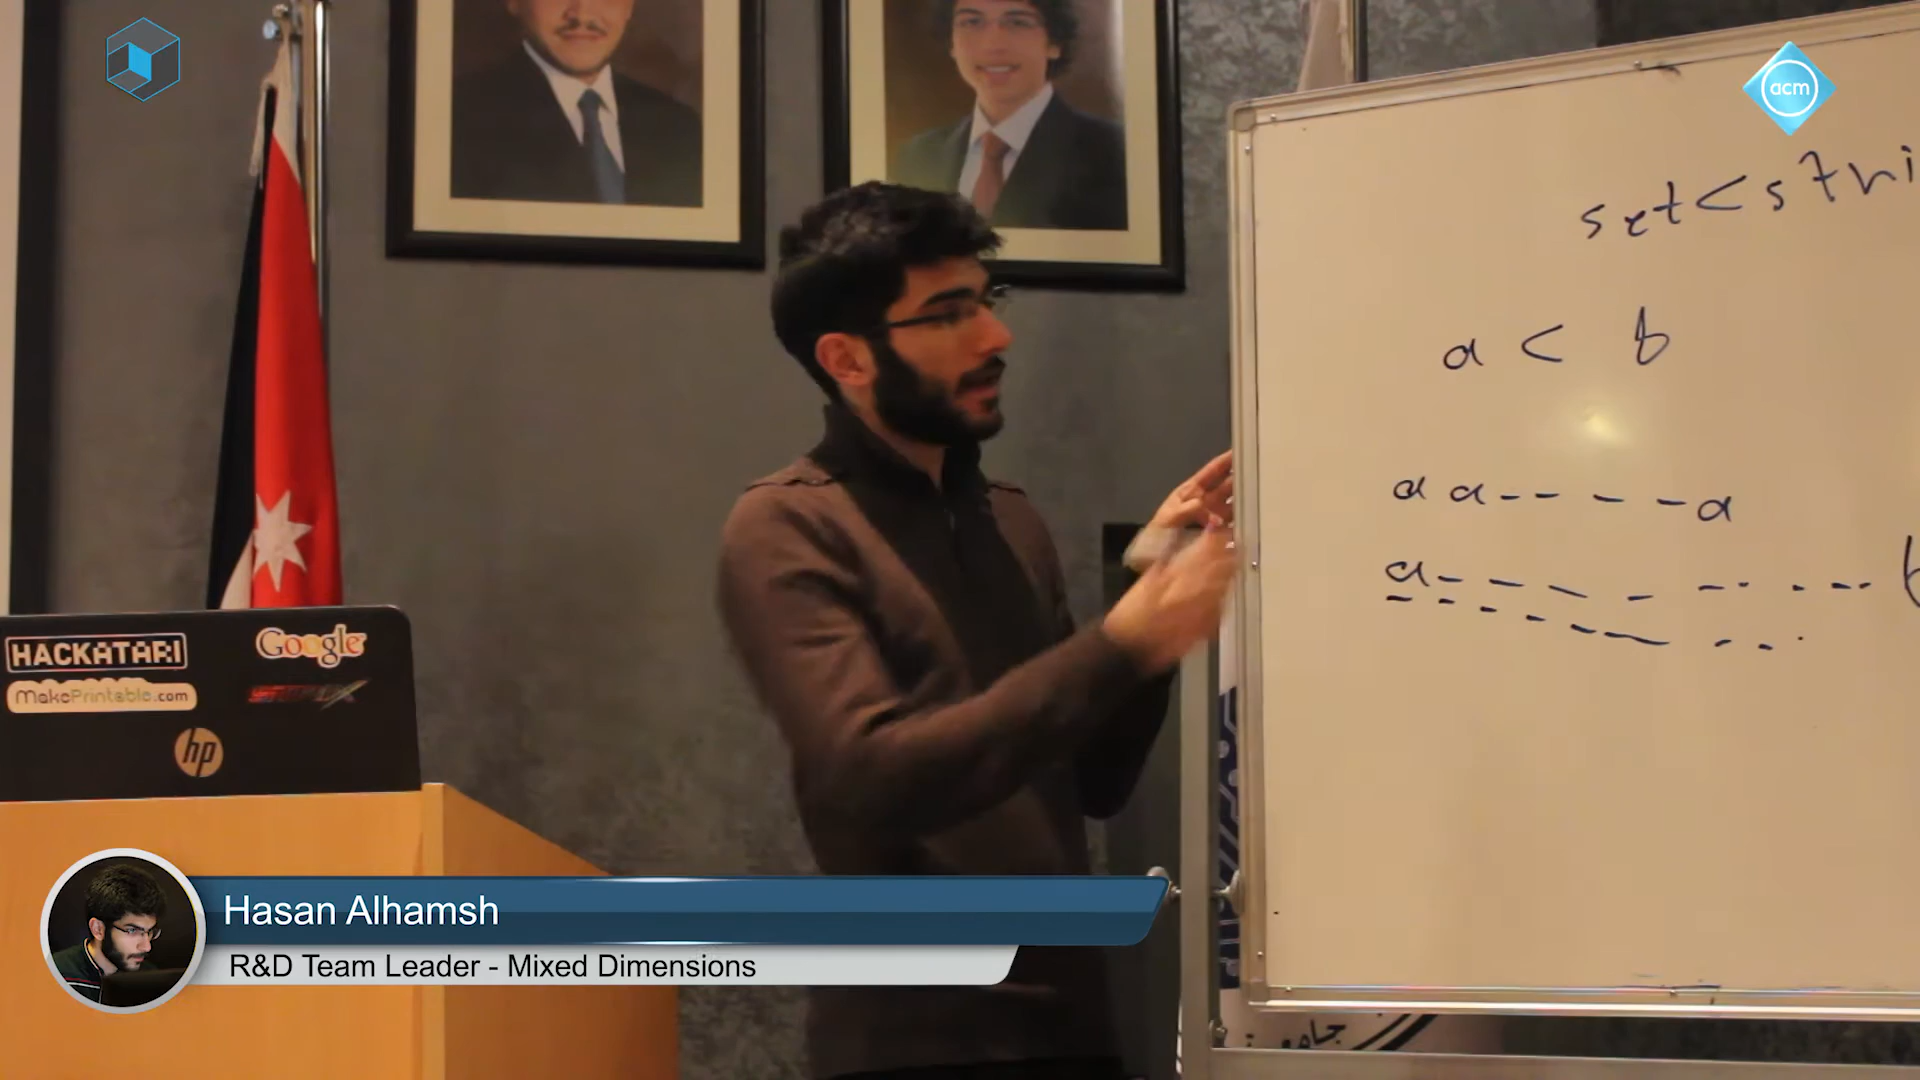 acm
set<stri
a < b
a a - - - - a
a - - - - - - -
HACKATARI
Google
MakePrintable.com
hp
Hasan Alhamsh
R&D Team Leader - Mixed Dimensions